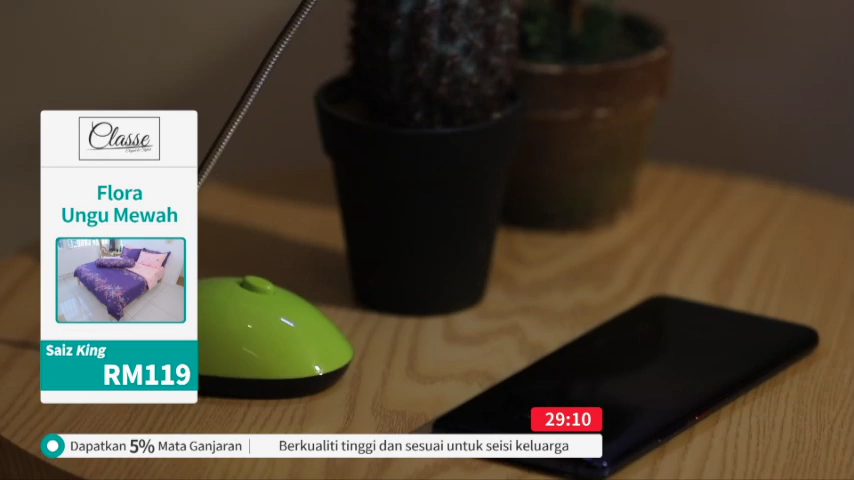 Classe
Flora
Ungu Mewah
Saiz King
RM119
29:10
Dapatkan 5% Mata Ganjaran | Berkualiti tinggi dan sesuai untuk seisi keluarga